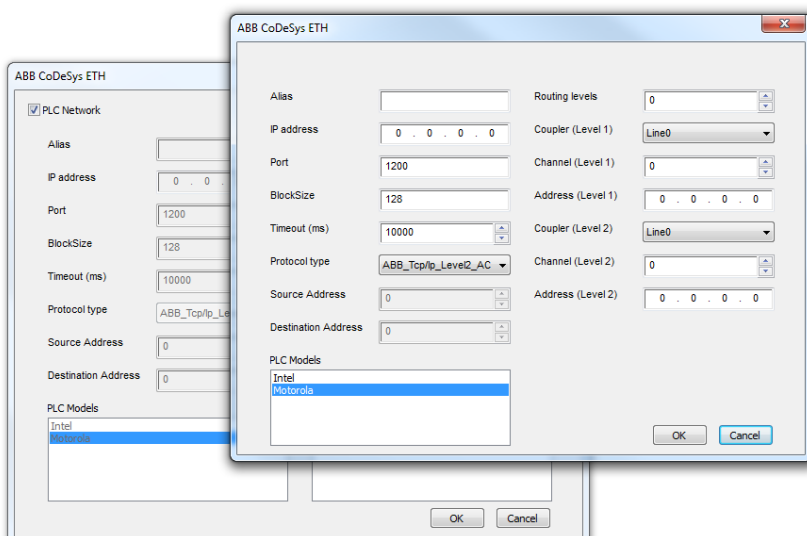 ABB CoDeSys ETH
PLC Network
Alias
IP address
0 . 0 .
Port
1200
BlockSize
128
Timeout (ms)
10000
Protocol type
ABB_Tcp/Ip_Le
Source Address
0
Destination Address
0
PLC Models
Intel
Motorola
OK
Cancel
ABB CoDeSys ETH
Alias
IP address
0 . 0 . 0 . 0
Port
1200
BlockSize
128
Timeout (ms)
10000
Protocol type
ABB_Tcp/Ip_Level2_AC
Source Address
0
Destination Address
0
PLC Models
Intel
Motorola
Routing levels
0
Coupler (Level 1)
Line0
Channel (Level 1)
0
Address (Level 1)
0 . 0 . 0 . 0
Coupler (Level 2)
Line0
Channel (Level 2)
0
Address (Level 2)
0 . 0 . 0 . 0
OK
Cancel